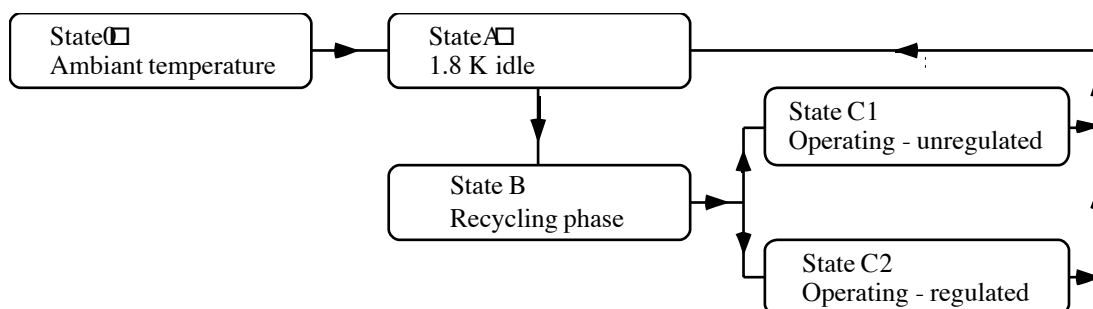 State0□
Ambiant temperature
StateA□
1.8 K idle
State C1
Operating - unregulated
State B
Recycling phase
State C2
Operating - regulated